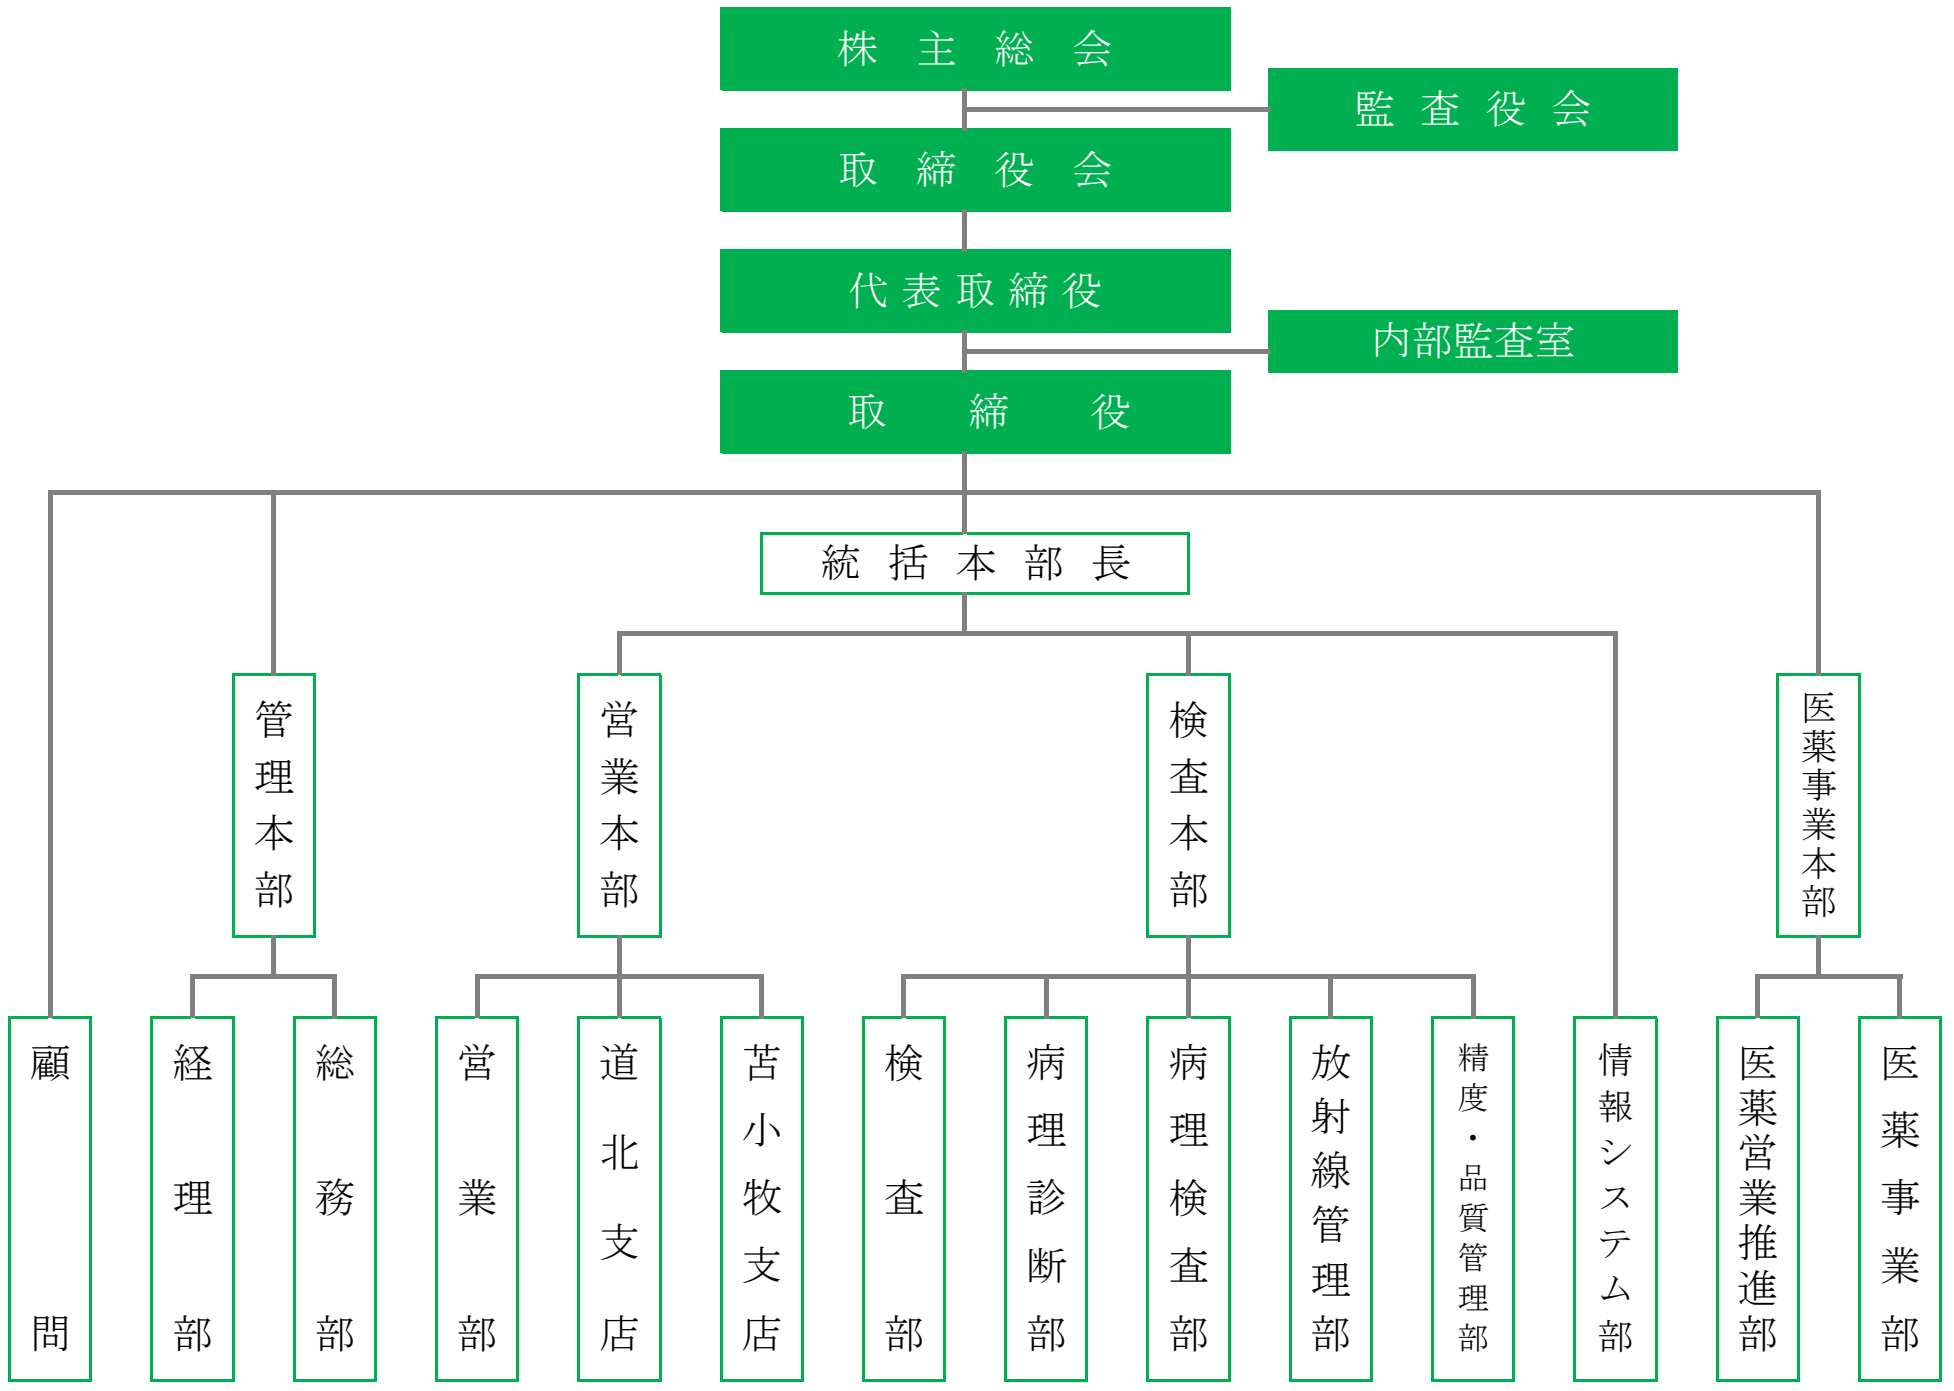 株主総会
監査役会
取締役会
代表取締役
内部監査室
取締役
統括本部長
管理本部
営業本部
検査本部
医薬事業本部
顧問
経理部
総務部
営業部
道北支店
苫小牧支店
検査部
病理診断部
病理検査部
放射線管理部
精度・品質管理部
情報システム部
医薬営業推進部
医薬事業部